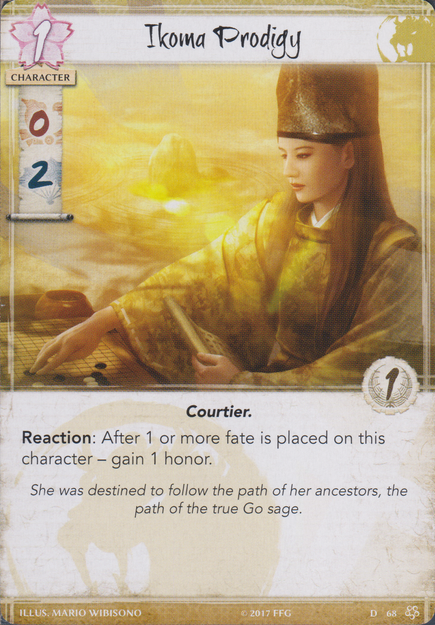 1
Ikoma Prodigy
CHARACTER
0
2
1
Courtier.
Reaction: After 1 or more fate is placed on this
character – gain 1 honor.
She was destined to follow the path of her ancestors, the
path of the true Go sage.
ILLUS. MARIO WIBISONO © 2017 FFG D 68